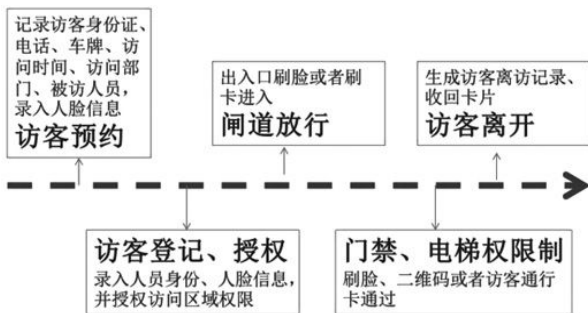 记录访客身份证、
电话、车牌、访
问时间、访问部
门、被访人员，
录入人脸信息
访客预约
出入口刷脸或者刷
卡进入
闸道放行
生成访客离访记录、
收回卡片
访客离开
访客登记、授权
录入人员身份、人脸信息，
并授权访问区域权限
门禁、电梯权限制
刷脸、二维码或者访客通行
卡通过